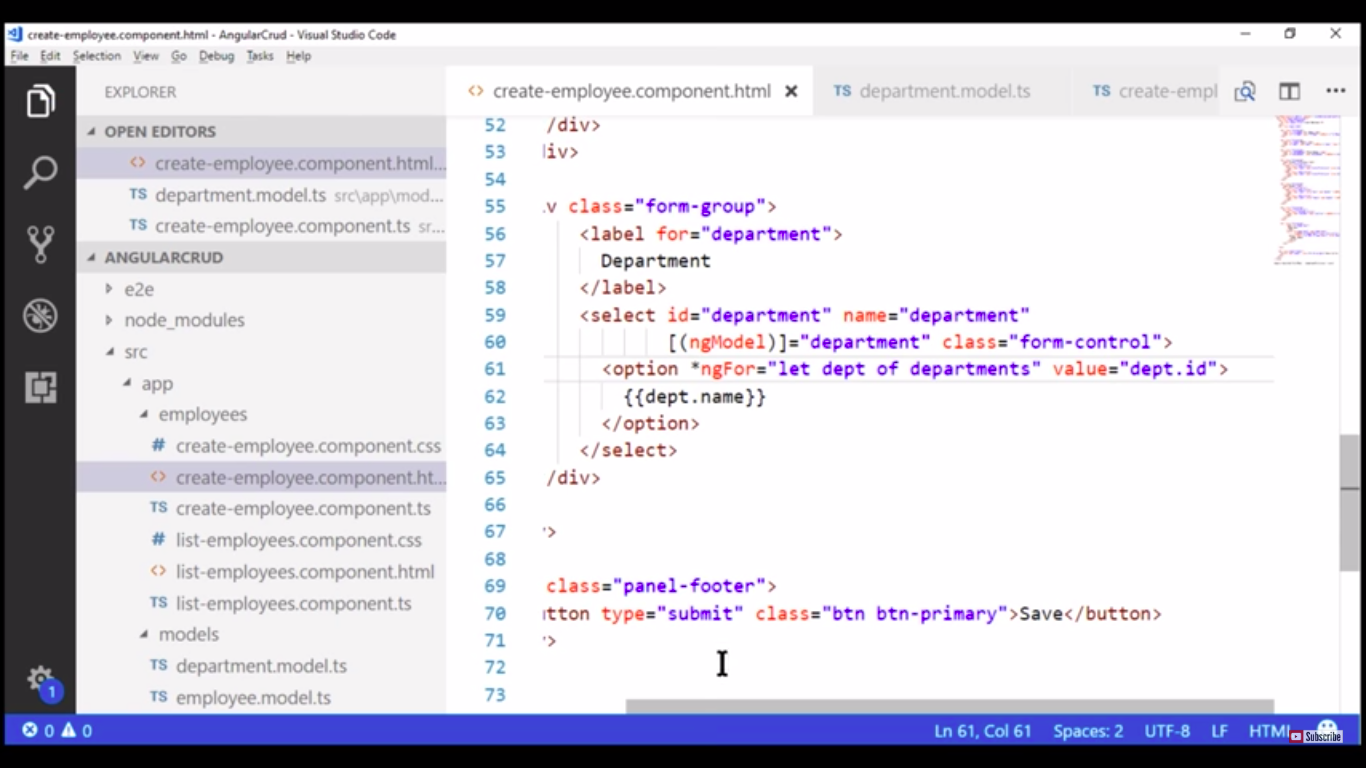 create-employee.component.html - AngularCrud - Visual Studio Code
File Edit Selection View Go Debug Tasks Help
EXPLORER
OPEN EDITORS
create-employee.component.html...
department.model.ts src\app\mod...
create-employee.component.ts sr...
ANGULARCRUD
e2e
node_modules
src
app
employees
create-employee.component.css
create-employee.component.ht...
create-employee.component.ts
list-employees.component.css
list-employees.component.html
list-employees.component.ts
models
department.model.ts
employee.model.ts
create-employee.component.html TS department.model.ts TS create-empl
52 /div>
53 iv>
54
55 v class="form-group">
56 <label for="department">
57 Department
58 </label>
59 <select id="department" name="department"
60 [(ngModel)]="department" class="form-control">
61 <option *ngFor="let dept of departments" value="dept.id">
62 {{dept.name}}
63 </option>
64 </select>
65 /div>
66
67 >
68
69 class="panel-footer">
70 tton type="submit" class="btn btn-primary">Save</button>
71 >
72
73
1
0 0 Ln 61, Col 61 Spaces: 2 UTF-8 LF HTML
Subscribe